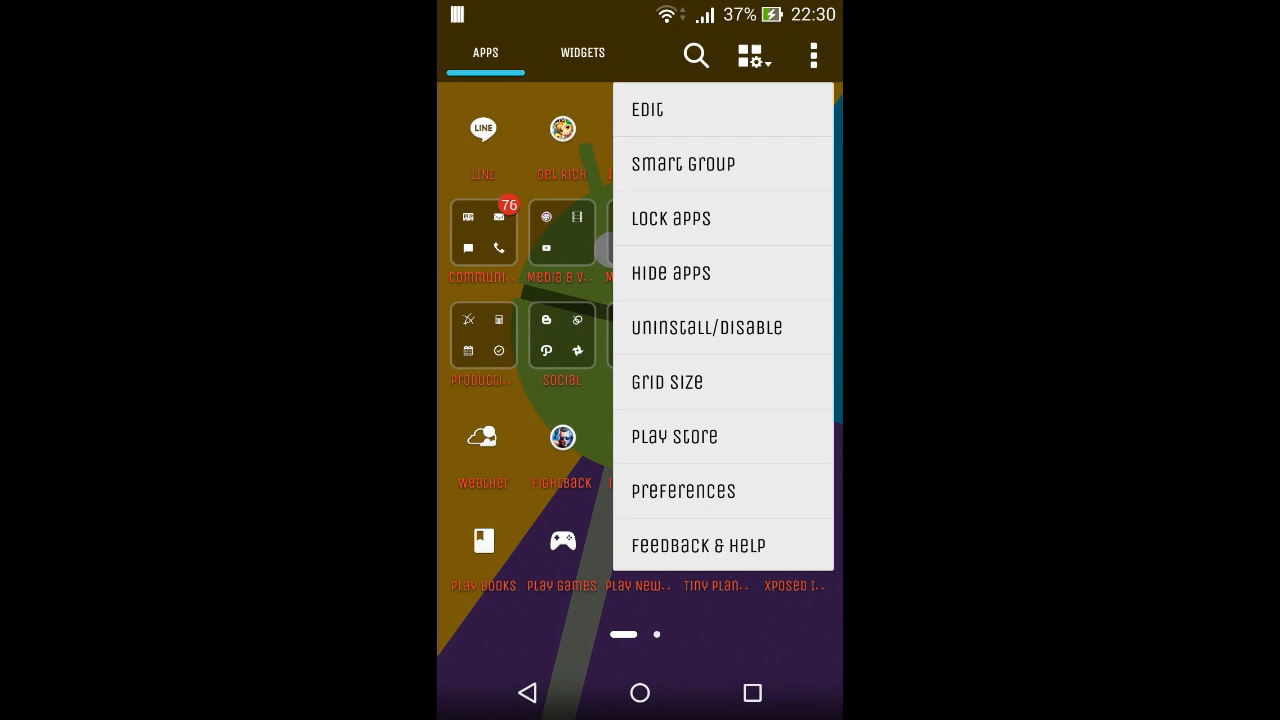 37% 22:30
APPS WIDGETS
Edit
LINE LINE Get Rich
Smart Group
76
Lock apps
Communi.. Media & V.. M
Hide apps
Uninstall/Disable
Producti.. Social
Grid size
Play Store
Weather Fightback
Preferences
Feedback & Help
Play Books Play Games Play New.. Tiny Plan.. Xposed I..